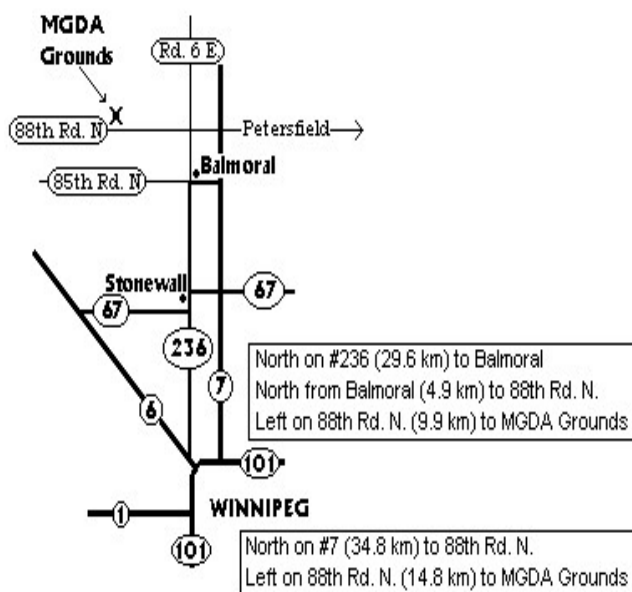 MGDA
Grounds
Rd. 6 E.
X
88th Rd. N
Petersfield
Balmoral
85th Rd. N
Stonewall
67
67
236
7
6
North on #236 (29.6 km) to Balmoral
North from Balmoral (4.9 km) to 88th Rd. N.
Left on 88th Rd. N. (9.9 km) to MGDA Grounds
101
1
WINNIPEG
101
North on #7 (34.8 km) to 88th Rd. N.
Left on 88th Rd. N. (14.8 km) to MGDA Grounds